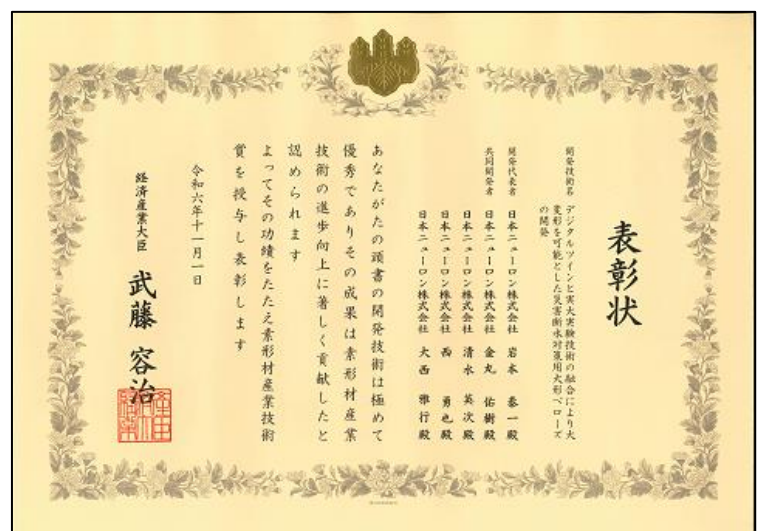 表彰状
開発技術名 デジタルツインと実大実験技術の融合により大
変形を可能とした災害断水対策用大形ベローズ
の開発
開発代表者 日本ニューロン株式会社 岩本 泰一殿
共同開発者 日本ニューロン株式会社 金丸 佑樹殿
日本ニューロン株式会社 清水 英次殿
日本ニューロン株式会社 西 勇也殿
日本ニューロン株式会社 大西 雅行殿
あなたがたの頭書の開発技術は極めて
優秀でありその成果は素形材産業
技術の進歩向上に著しく貢献したと
認められます
よってその功績をたたえ素形材産業技術
賞を授与し表彰します
令和六年十一月一日
経済産業大臣 武藤 容治